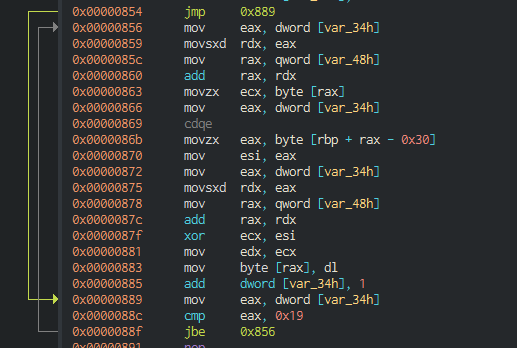 0x00000854 jmp 0x889
0x00000856 mov eax, dword [var_34h]
0x00000859 movsxd rdx, eax
0x0000085c mov rax, qword [var_48h]
0x00000860 add rax, rdx
0x00000863 movzx ecx, byte [rax]
0x00000866 mov eax, dword [var_34h]
0x00000869 cdqe
0x0000086b movzx eax, byte [rbp + rax - 0x30]
0x00000870 mov esi, eax
0x00000872 mov eax, dword [var_34h]
0x00000875 movsxd rdx, eax
0x00000878 mov rax, qword [var_48h]
0x0000087c add rax, rdx
0x0000087f xor ecx, esi
0x00000881 mov edx, ecx
0x00000883 mov byte [rax], dl
0x00000885 add dword [var_34h], 1
0x00000889 mov eax, dword [var_34h]
0x0000088c cmp eax, 0x19
0x0000088f jbe 0x856
0x00000891 nop